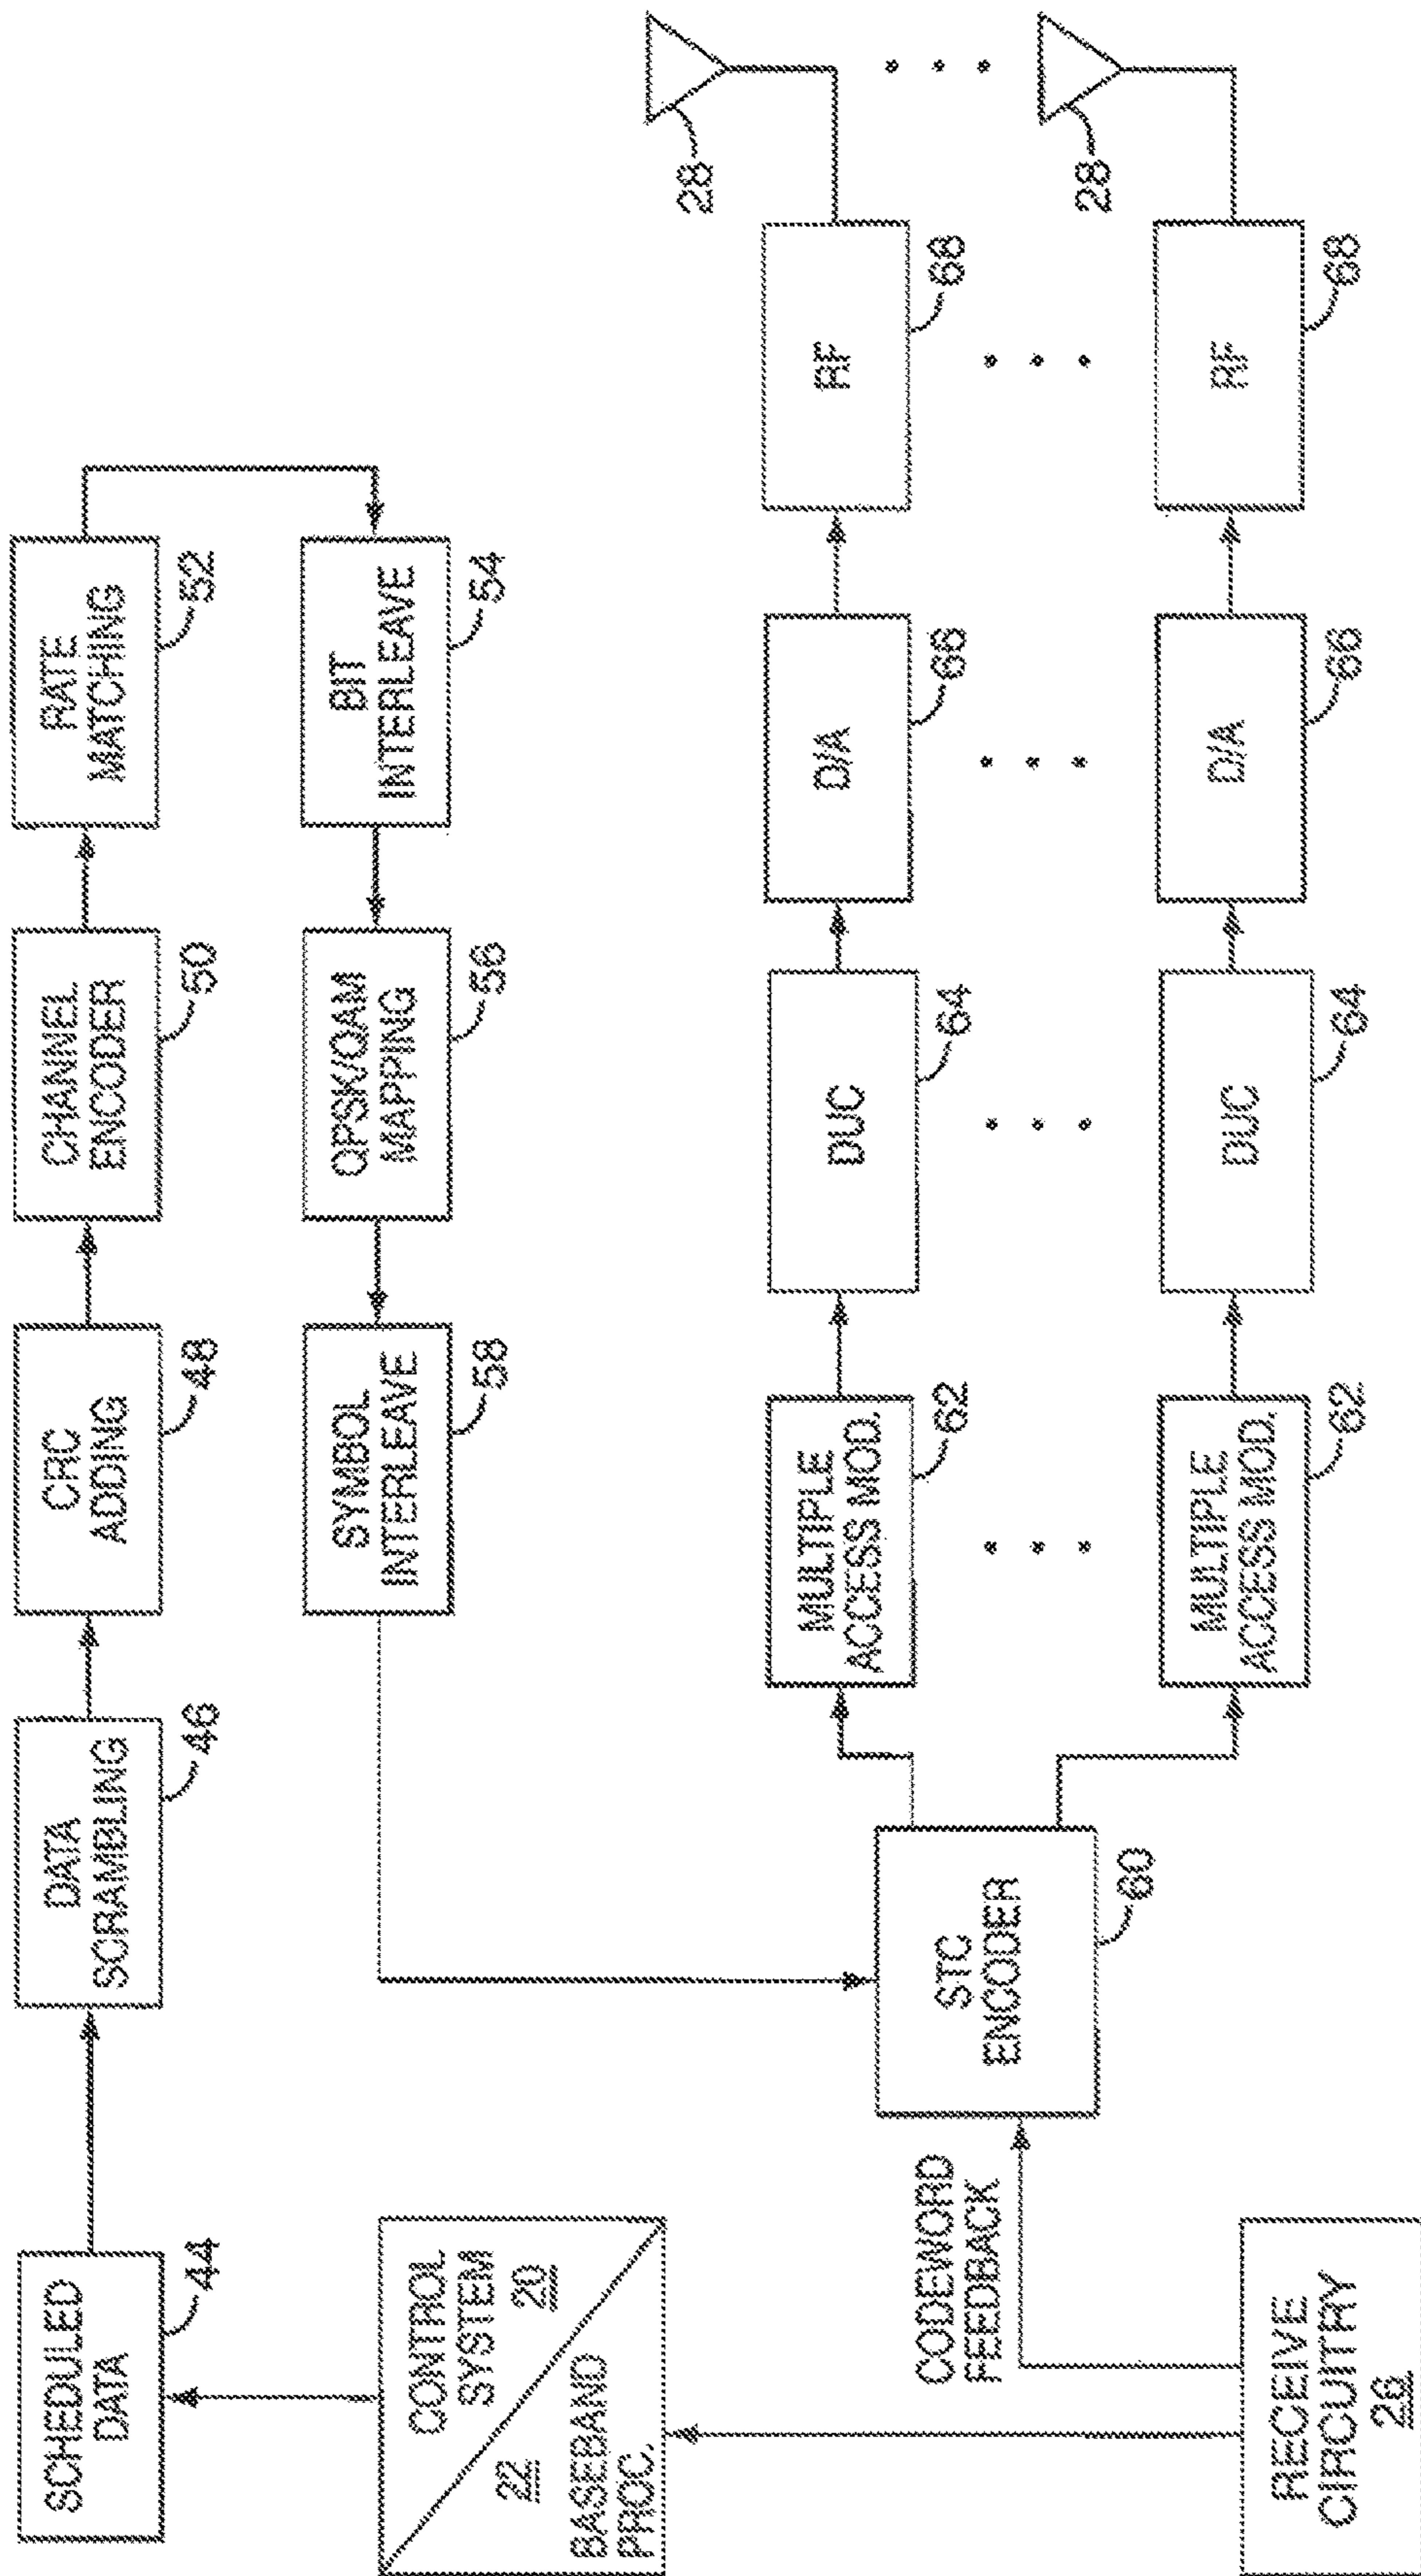 SCHEDULED
DATA
44
DATA
SCRAMBLING
46
CRC
ADDING
48
CHANNEL
ENCODER
50
RATE
MATCHING
52
CONTROL
SYSTEM 20
22 BASEBAND
PROC.
SYMBOL
INTERLEAVE
58
QPSK/QAM
MAPPING
56
BIT
INTERLEAVE
54
CODEWORD
FEEDBACK
STC
ENCODER
60
MULTIPLE
ACCESS MOD.
62
DUC
64
D/A
66
RF
68
28
RECEIVE
CIRCUITRY
26
MULTIPLE
ACCESS MOD.
62
DUC
64
D/A
66
RF
68
28